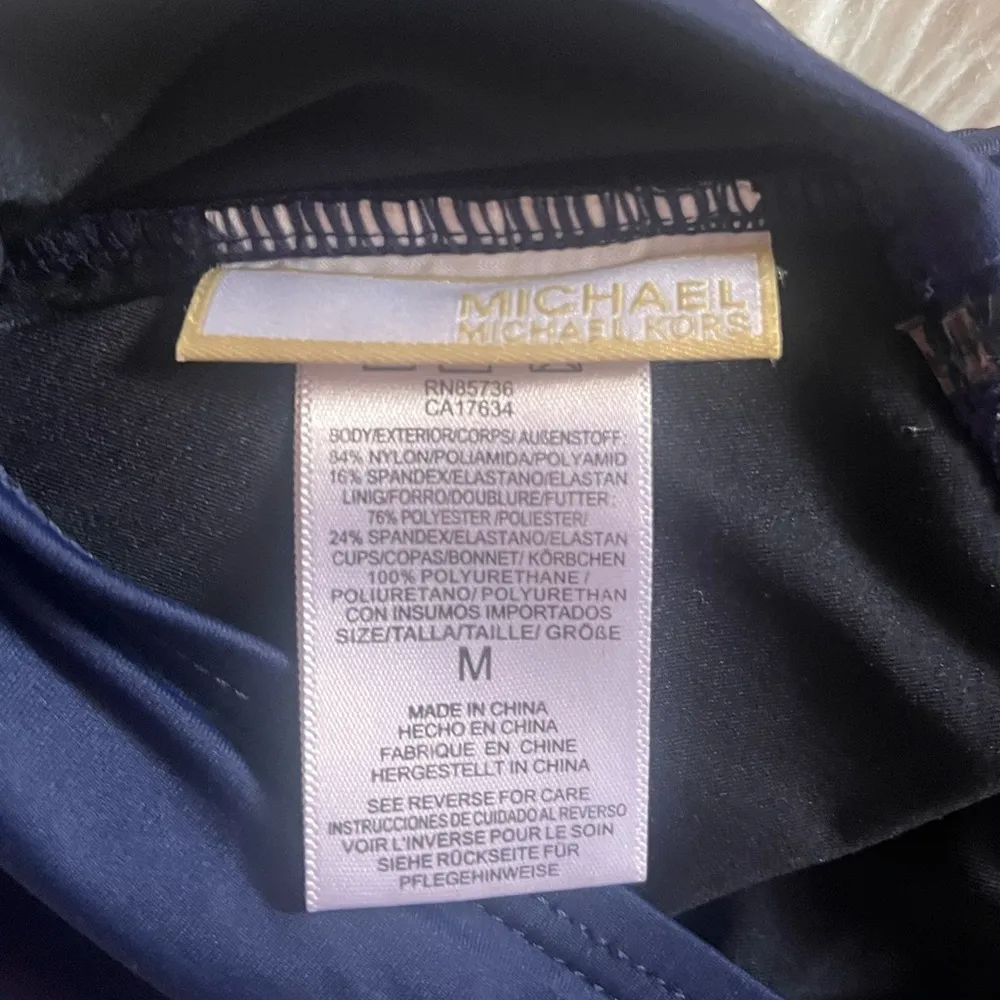 MICHAEL
MICHAEL KORS
RN85736
CA17634
BODY/EXTERIOR/CORPS/ AUßENSTOFF:
84% NYLON/POLIAMIDA/POLYAMID
16% SPANDEX/ELASTANO/ELASTAN
LINIG/FORRO/DOUBLURE/FUTTER:
76% POLYESTER /POLIESTER/
24% SPANDEX/ELASTANO/ELASTAN
CUPS/COPAS/BONNET/ KÖRBCHEN
100% POLYURETHANE /
POLIURETANO/ POLYURETHAN
CON INSUMOS IMPORTADOS
SIZE/TALLA/TAILLE/ GRÖßE
M
MADE IN CHINA
HECHO EN CHINA
FABRIQUE EN CHINE
HERGESTELLT IN CHINA
SEE REVERSE FOR CARE
INSTRUCCIONES DE CUIDADO AL REVERSO
VOIR L'INVERSE POUR LE SOIN
SIEHE RÜCKSEITE FÜR
PFLEGEHINWEISE